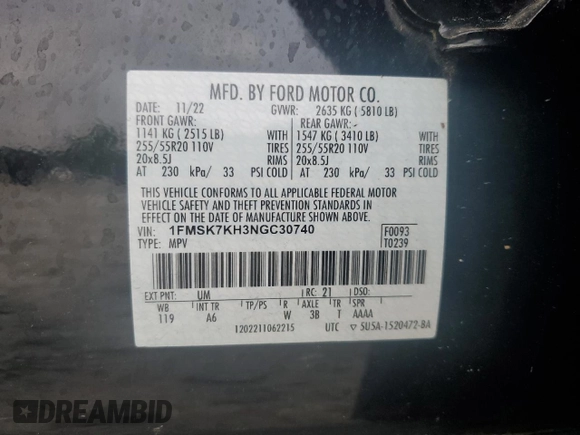 MFD. BY FORD MOTOR CO.
DATE: 11/22 GVWR: 2635 KG ( 5810 LB)
FRONT GAWR: REAR GAWR: -
1141 KG ( 2515 LB) WITH 1547 KG ( 3410 LB) WITH
255/55R20 110V TIRES 255/55R20 110V TIRES
20x8.5J RIMS 20x8.5J RIMS
AT 230 kPa/ 33 PSI COLD AT 230 kPa/ 33 PSI COLD
THIS VEHICLE CONFORMS TO ALL APPLICABLE FEDERAL MOTOR
VEHICLE SAFETY AND THEFT PREVENTION STANDARDS IN
EFFECT ON THE DATE OF MANUFACTURE SHOWN ABOVE.
VIN: 1FMSK7KH3NGC30740 F0093
TYPE: MPV T0239
EXT PNT: UM RC: 21 DSO:
WB INT TR TP/PS R AXLE TR SPR
119 A6 W 3B T AAAA
1202211062215 UTC ▽ 5U5A-1520472-BA
DREAMBID